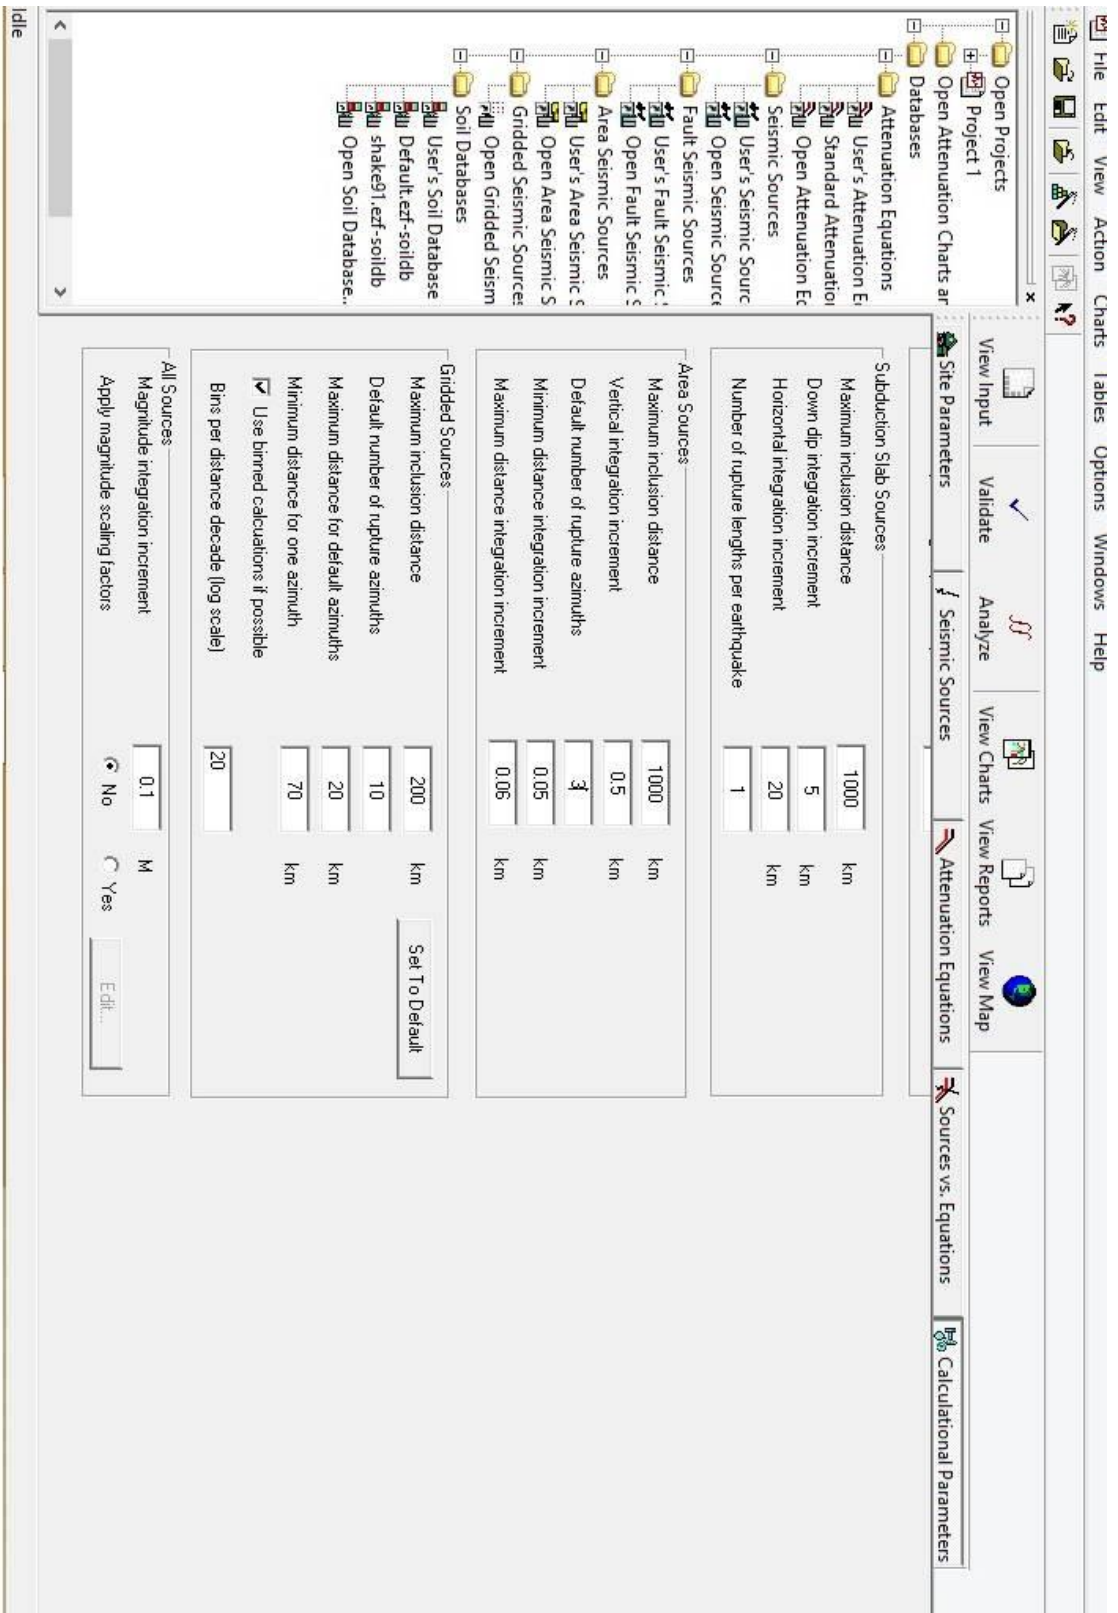 File Edit View Action Charts Tables Options Windows Help
Open Projects
Project 1
Open Attenuation Charts ar
Databases
Attenuation Equations
User's Attenuation E
Standard Attenuation
Open Attenuation Ec
Seismic Sources
User's Seismic Sourc
Open Seismic Source
Fault Seismic Sources
User's Fault Seismic
Open Fault Seismic S
Area Seismic Sources
User's Area Seismic S
Open Area Seismic S
Gridded Seismic Sources
Open Gridded Seism
Soil Databases
User's Soil Database
Default.ezf-soildb
shake91.ezf-soildb
Open Soil Database..
View Input Validate Analyze View Charts View Reports View Map
Site Parameters Seismic Sources Attenuation Equations Sources vs. Equations Calculational Parameters
Subduction Slab Sources
Maximum inclusion distance 1000 km
Down dip integration increment 5 km
Horizontal integration increment 20 km
Number of rupture lengths per earthquake 1
Area Sources
Maximum inclusion distance 1000 km
Vertical integration increment 0.5 km
Default number of rupture azimuths 3
Minimum distance integration increment 0.05 km
Maximum distance integration increment 0.06 km
Gridded Sources
Maximum inclusion distance 200 km Set To Default
Default number of rupture azimuths 10
Maximum distance for default azimuths 20 km
Minimum distance for one azimuth 70 km
Use binned calcuations if possible
Bins per distance decade (log scale) 20
All Sources
Magnitude integration increment 0.1 M
Apply magnitude scaling factors No Yes Edit...
Idle